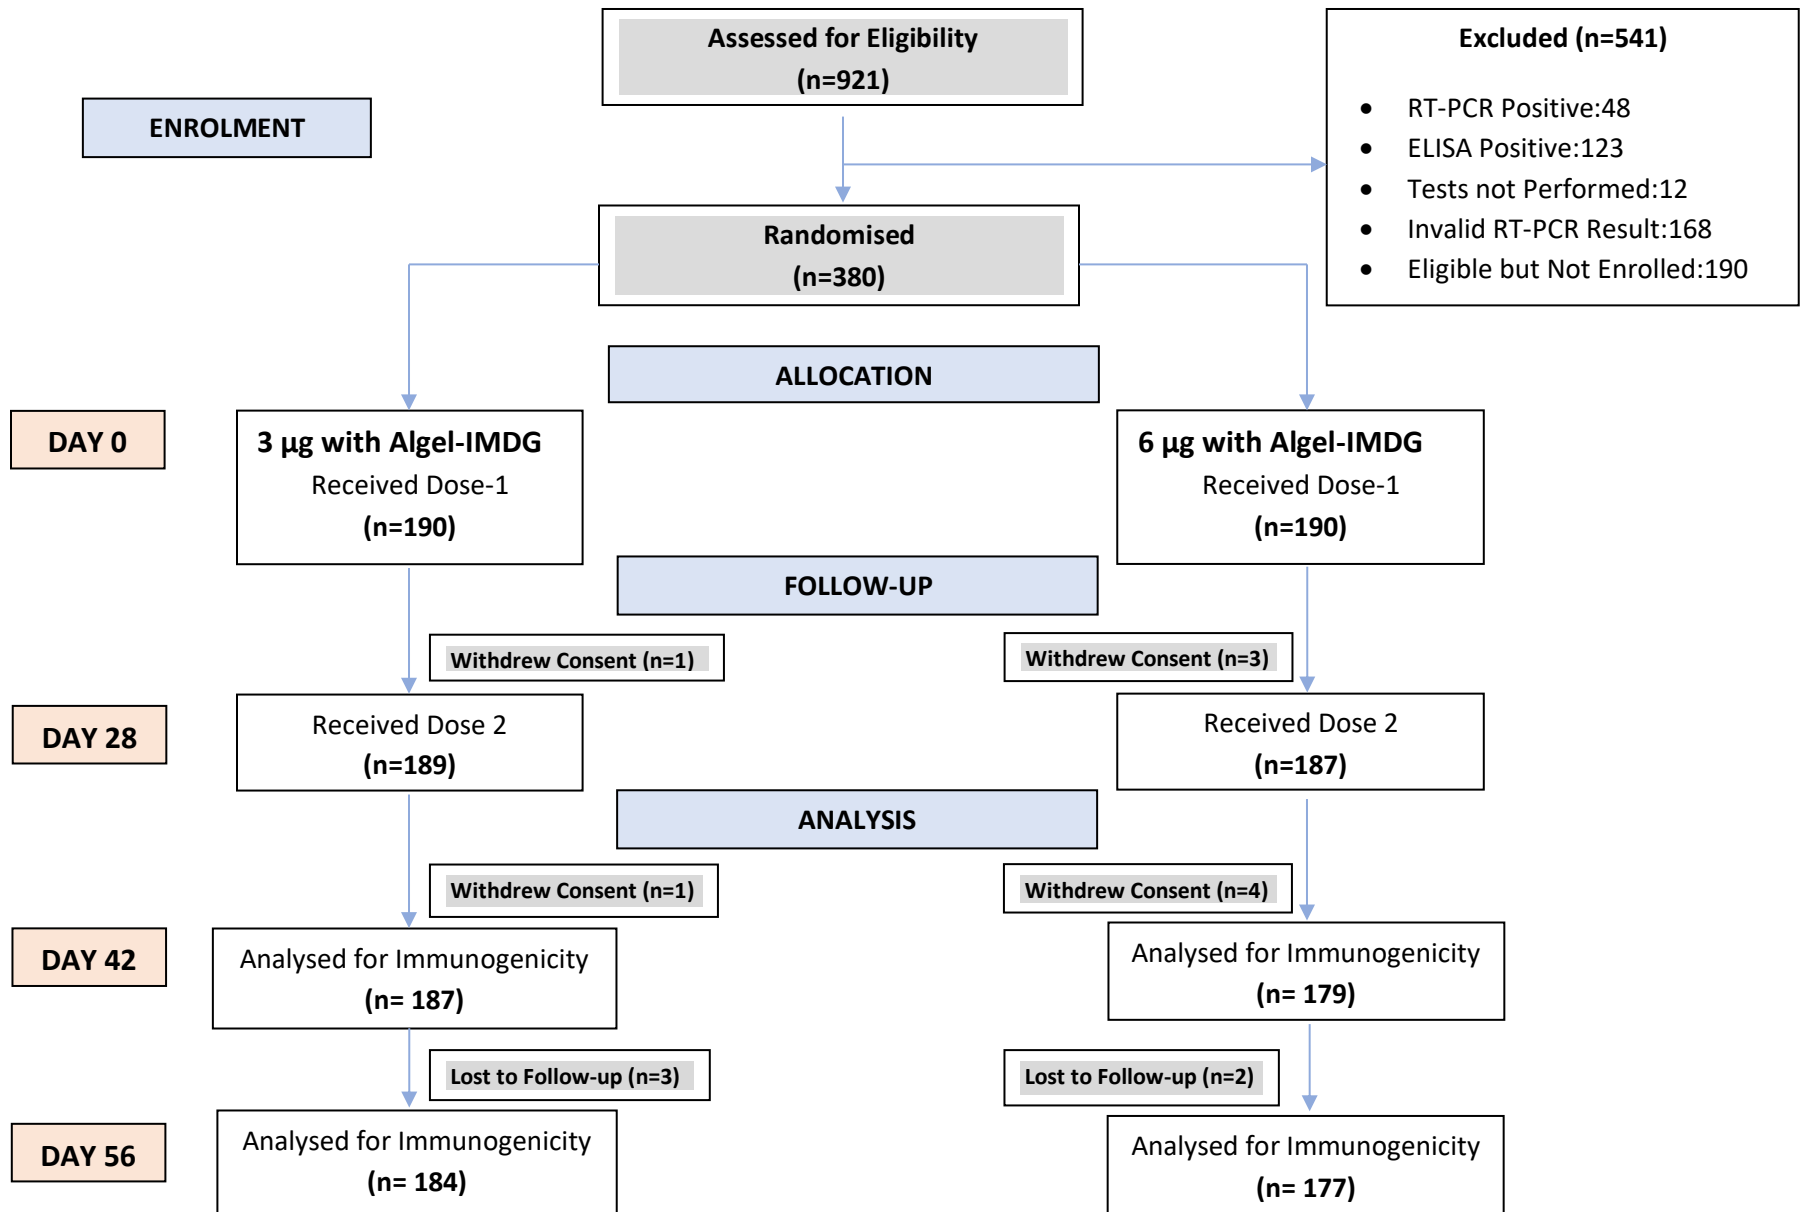 Assessed for Eligibility
(n=921)
Excluded (n=541)
• RT-PCR Positive:48
• ELISA Positive:123
• Tests not Performed:12
• Invalid RT-PCR Result:168
• Eligible but Not Enrolled:190
ENROLMENT
Randomised
(n=380)
ALLOCATION
DAY 0
3 µg with Algel-IMDG
Received Dose-1
(n=190)
6 µg with Algel-IMDG
Received Dose-1
(n=190)
FOLLOW-UP
Withdrew Consent (n=1)
Withdrew Consent (n=3)
DAY 28
Received Dose 2
(n=189)
Received Dose 2
(n=187)
ANALYSIS
Withdrew Consent (n=1)
Withdrew Consent (n=4)
DAY 42
Analysed for Immunogenicity
(n= 187)
Analysed for Immunogenicity
(n= 179)
Lost to Follow-up (n=3)
Lost to Follow-up (n=2)
DAY 56
Analysed for Immunogenicity
(n= 184)
Analysed for Immunogenicity
(n= 177)